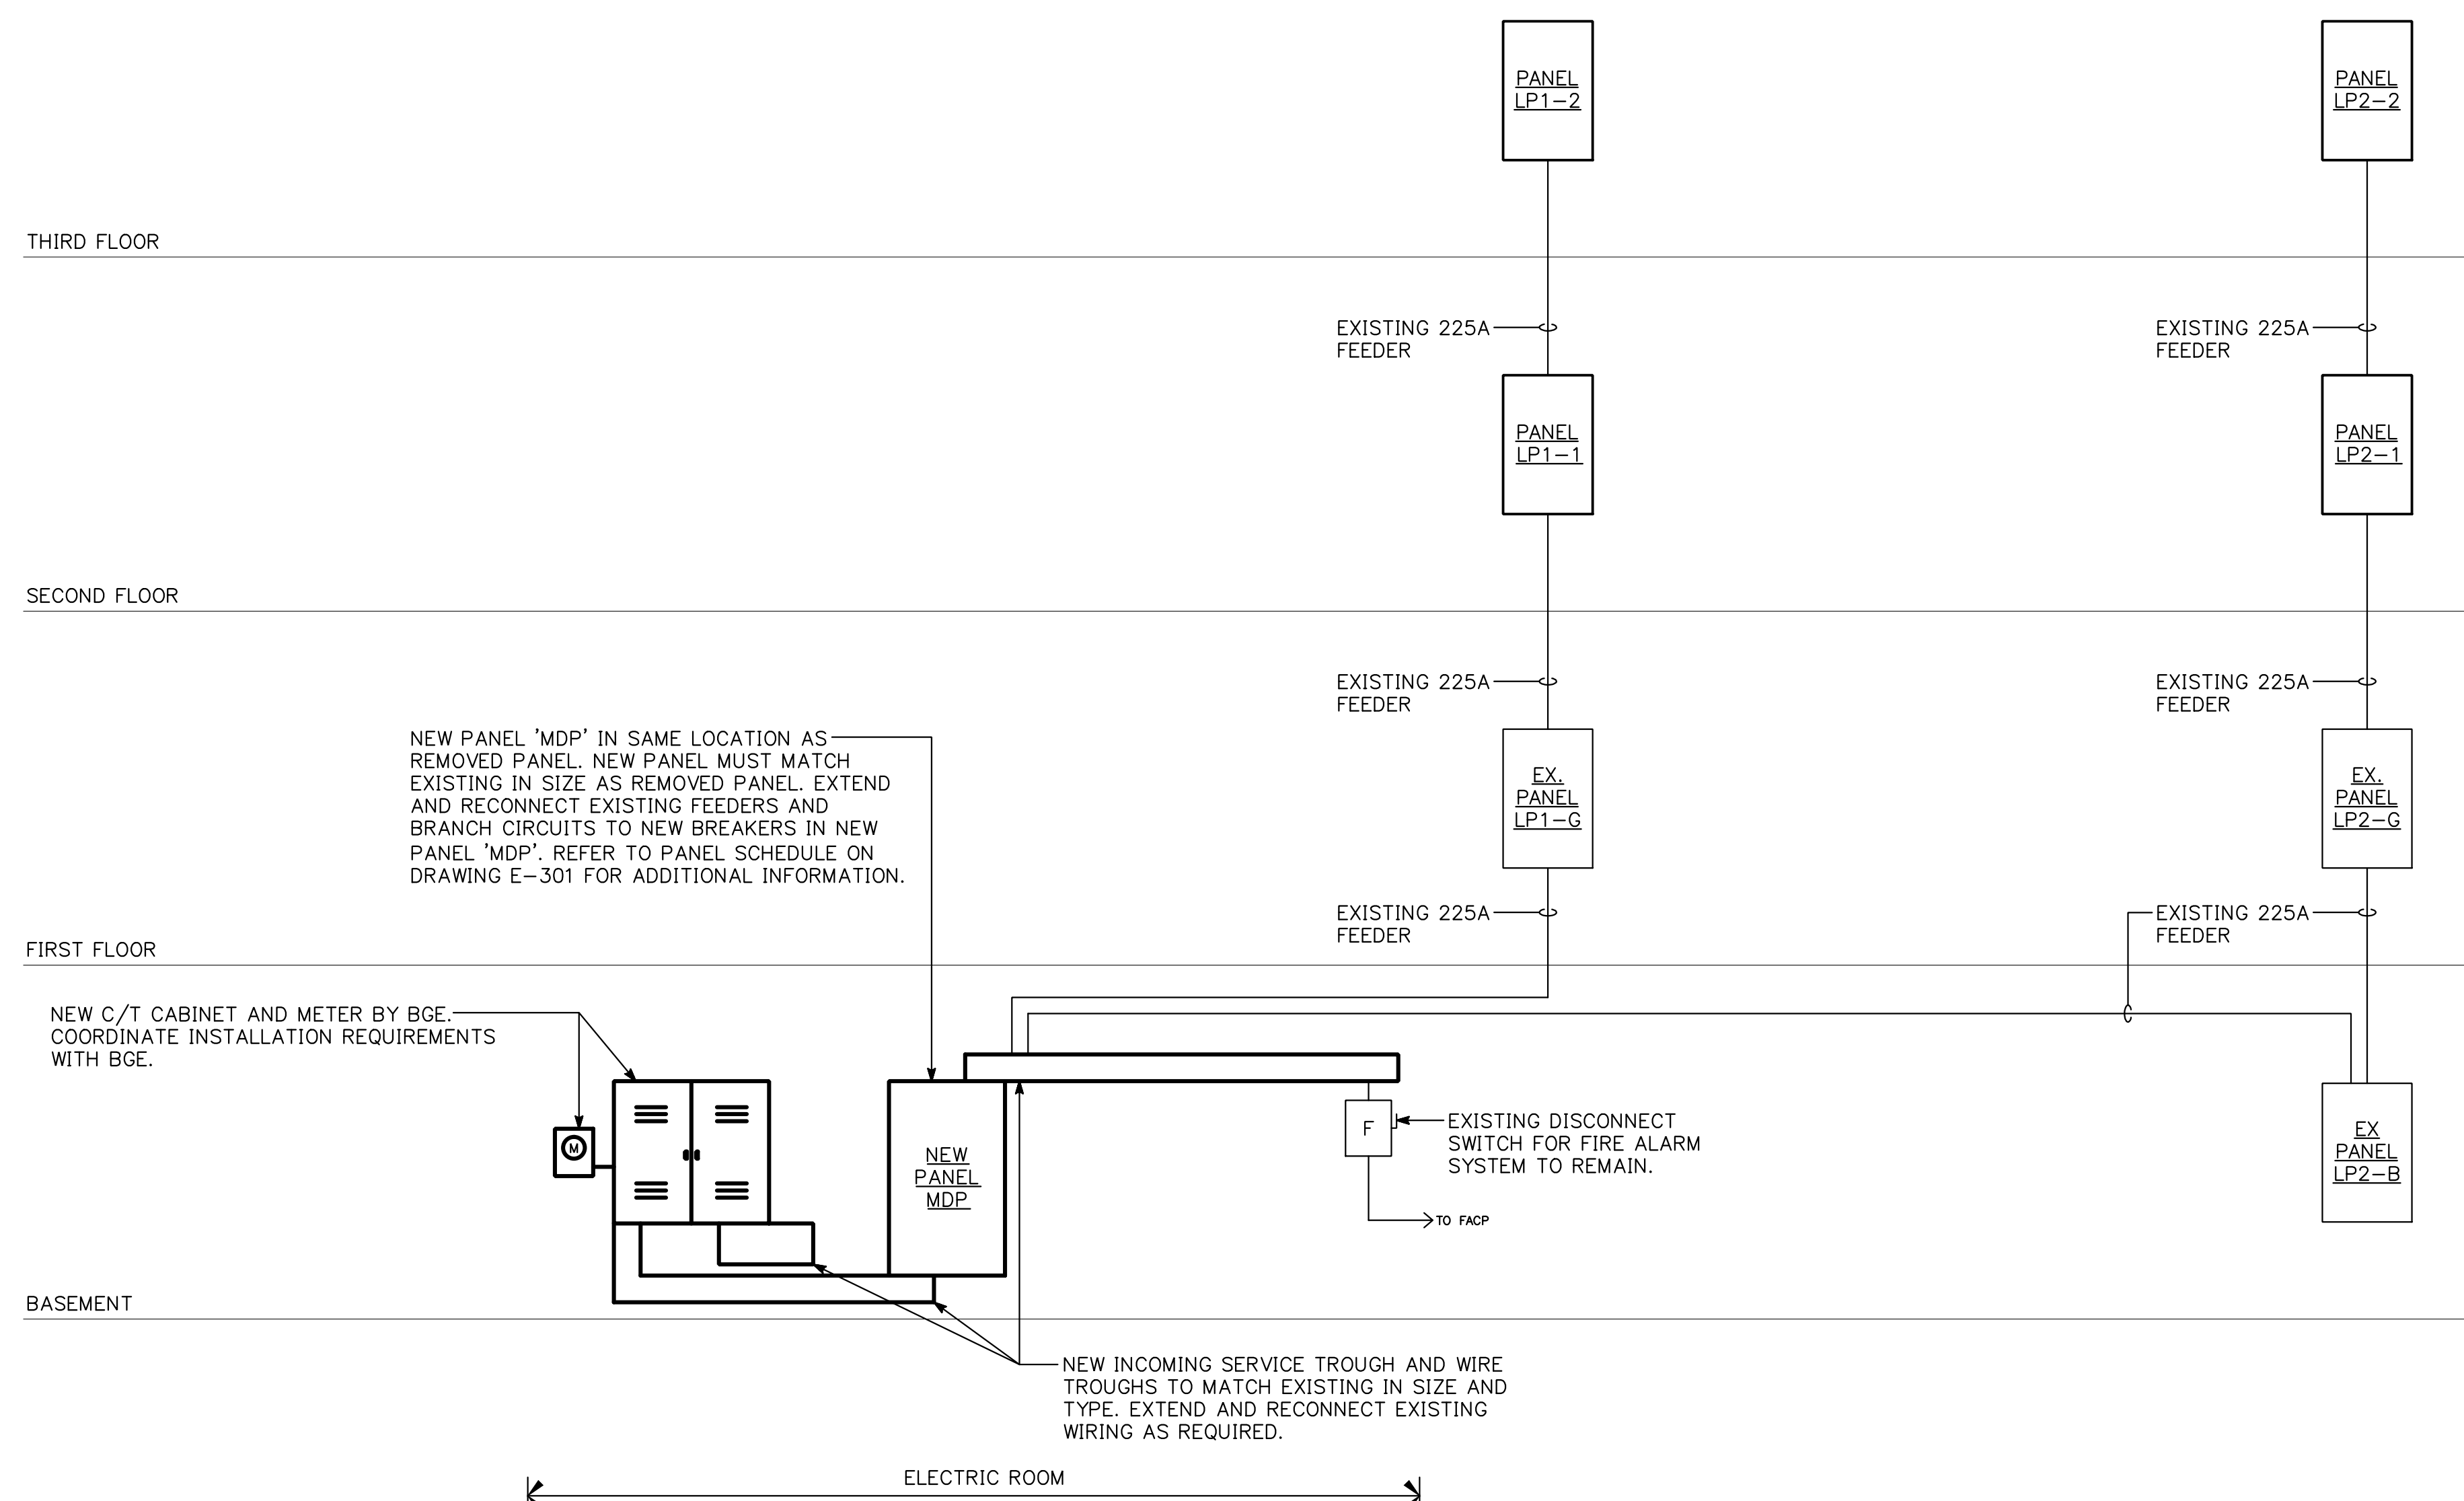 PANEL
LP1-2
PANEL
LP2-2
THIRD FLOOR
EXISTING 225A
FEEDER
EXISTING 225A
FEEDER
PANEL
LP1-1
PANEL
LP2-1
SECOND FLOOR
EXISTING 225A
FEEDER
EXISTING 225A
FEEDER
NEW PANEL 'MDP' IN SAME LOCATION AS
REMOVED PANEL. NEW PANEL MUST MATCH
EXISTING IN SIZE AS REMOVED PANEL. EXTEND
AND RECONNECT EXISTING FEEDERS AND
BRANCH CIRCUITS TO NEW BREAKERS IN NEW
PANEL 'MDP'. REFER TO PANEL SCHEDULE ON
DRAWING E-301 FOR ADDITIONAL INFORMATION.
EX.
PANEL
LP1-G
EX.
PANEL
LP2-G
EXISTING 225A
FEEDER
EXISTING 225A
FEEDER
FIRST FLOOR
NEW C/T CABINET AND METER BY BGE.
COORDINATE INSTALLATION REQUIREMENTS
WITH BGE.
M
NEW
PANEL
MDP
F
EXISTING DISCONNECT
SWITCH FOR FIRE ALARM
SYSTEM TO REMAIN.
TO FACP
EX
PANEL
LP2-B
BASEMENT
NEW INCOMING SERVICE TROUGH AND WIRE
TROUGHS TO MATCH EXISTING IN SIZE AND
TYPE. EXTEND AND RECONNECT EXISTING
WIRING AS REQUIRED.
ELECTRIC ROOM